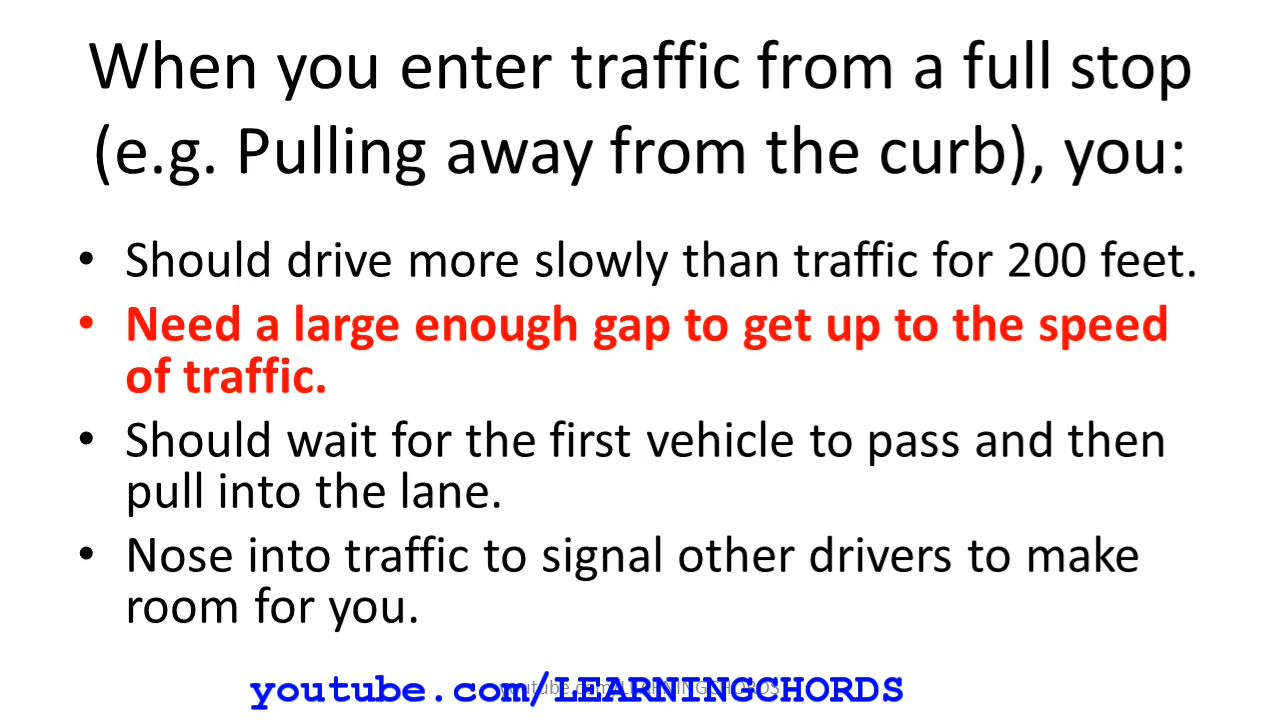 When you enter traffic from a full stop
(e.g. Pulling away from the curb), you:
• Should drive more slowly than traffic for 200 feet.
• Need a large enough gap to get up to the speed
of traffic.
• Should wait for the first vehicle to pass and then
pull into the lane.
• Nose into traffic to signal other drivers to make
room for you.
youtube.com/LEARNINGCHORDS
youtube.com/LEARNINGCHORDS